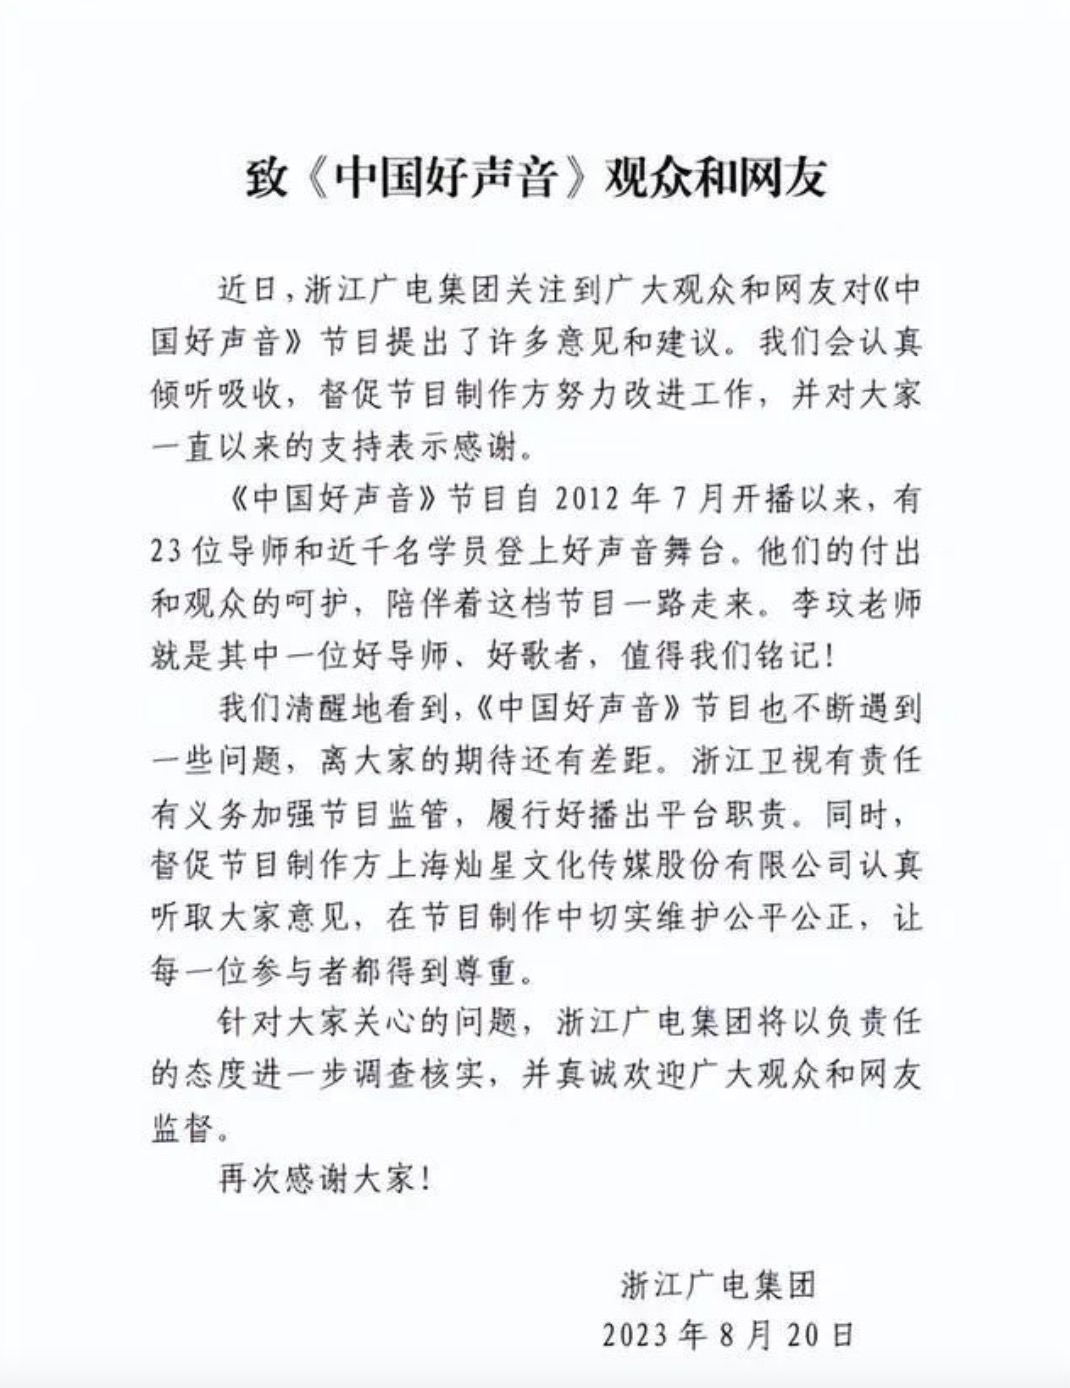 致《中国好声音》观众和网友
近日，浙江广电集团关注到广大观众和网友对《中
国好声音》节目提出了许多意见和建议。我们会认真
倾听吸收，督促节目制作方努力改进工作，并对大家
一直以来的支持表示感谢。
《中国好声音》节目自 2012 年 7 月开播以来，有
23 位导师和近千名学员登上好声音舞台。他们的付出
和观众的呵护，陪伴着这档节目一路走来。李玟老师
就是其中一位好导师、好歌者，值得我们铭记！
我们清醒地看到，《中国好声音》节目也不断遇到
一些问题，离大家的期待还有差距。浙江卫视有责任
有义务加强节目监管，履行好播出平台职责。同时，
督促节目制作方上海灿星文化传媒股份有限公司认真
听取大家意见，在节目制作中切实维护公平公正，让
每一位参与者都得到尊重。
针对大家关心的问题，浙江广电集团将以负责任
的态度进一步调查核实，并真诚欢迎广大观众和网友
监督。
再次感谢大家！
浙江广电集团
2023 年 8 月 20 日